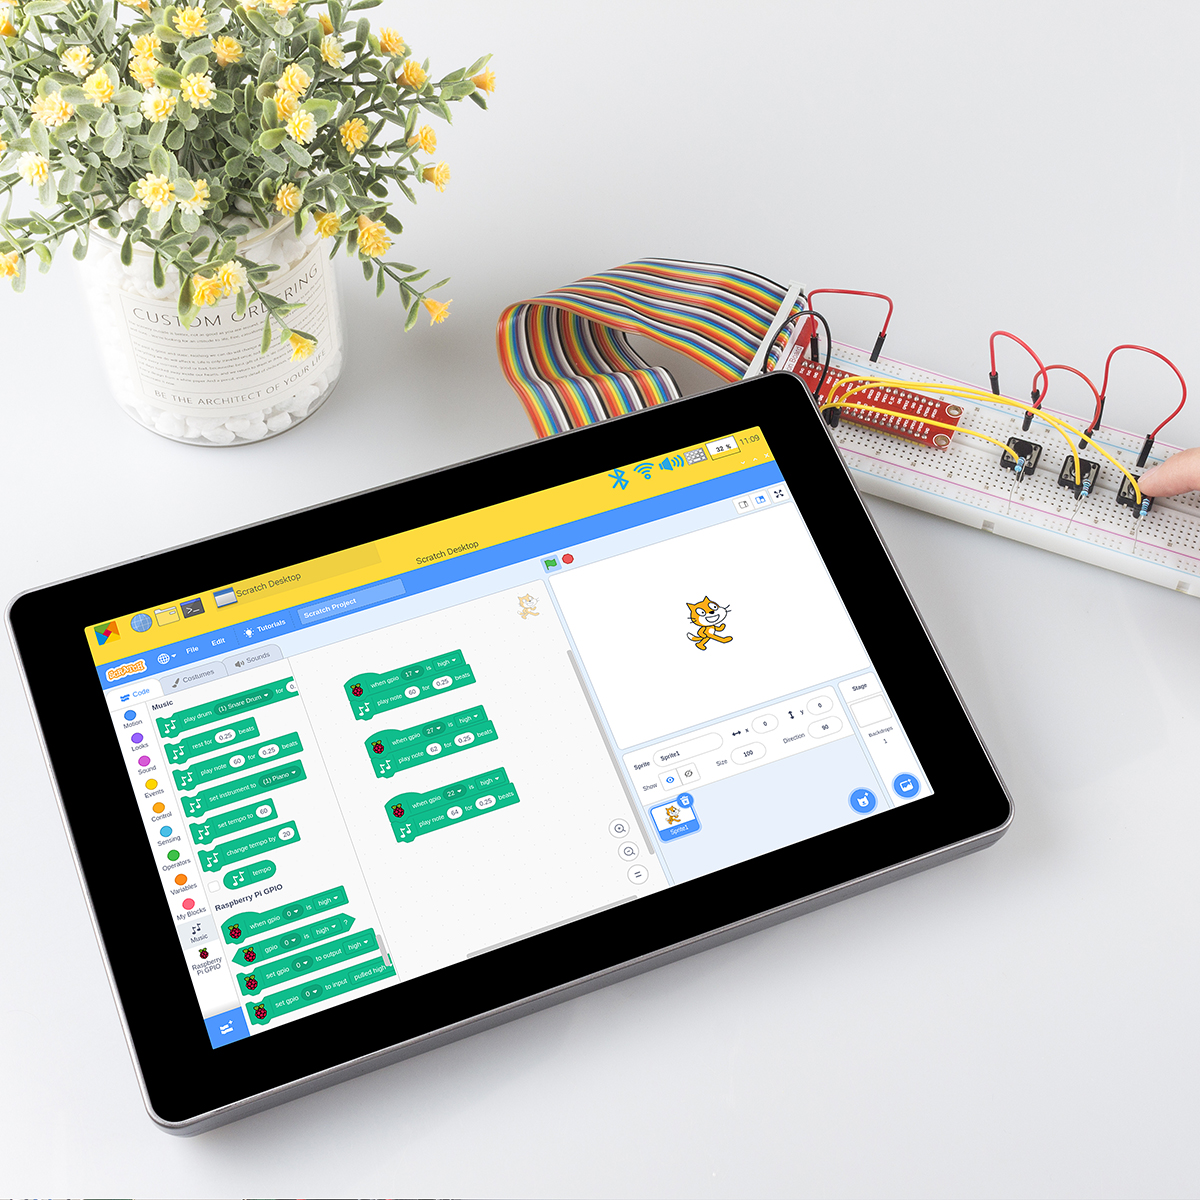 CUSTOM ORDERING
BE THE ARCHITECT OF YOUR LIFE
32 %
11:09
Scratch Desktop
Scratch Desktop
SCRATCH
File
Edit
Tutorials
Scratch Project
Code
Costumes
Sounds
Motion
Looks
Sound
Events
Control
Sensing
Operators
Variables
My Blocks
Music
Raspberry
Pi GPIO
Music
play drum (1) Snare Drum for 0.
rest for 0.25 beats
play note 60 for 0.25 beats
set instrument to (1) Piano
set tempo to 60
change tempo by 20
tempo
Raspberry Pi GPIO
when gpio 0 is high
gpio 0 is high ?
set gpio 0 to output high
set gpio 0 to input pulled high
when gpio 17 is high
play note 60 for 0.25 beats
when gpio 27 is high
play note 62 for 0.25 beats
when gpio 22 is high
play note 64 for 0.25 beats
Sprite Sprite1
x 0
y 0
Show
Size 100
Direction 90
Sprite1
Stage
Backdrops
1